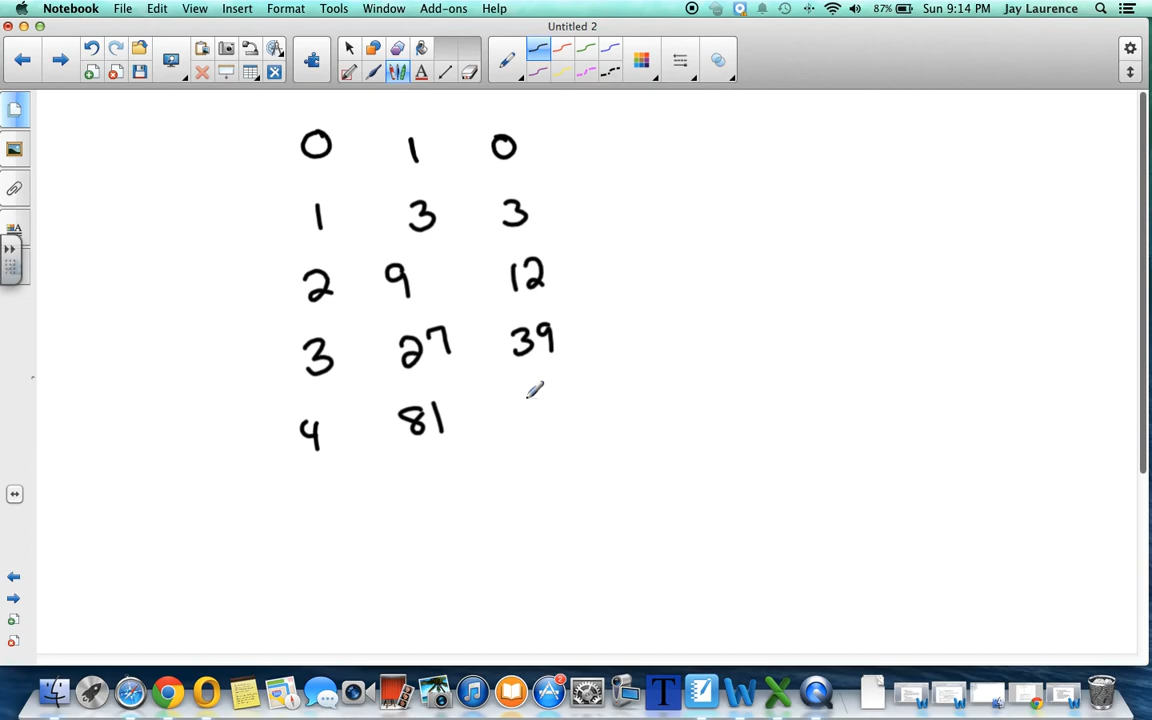 Notebook File Edit View Insert Format Tools Window Add-ons Help 87% Sun 9:14 PM Jay Laurence
Untitled 2
0 1 0
1 3 3
2 9 12
3 27 39
4 81